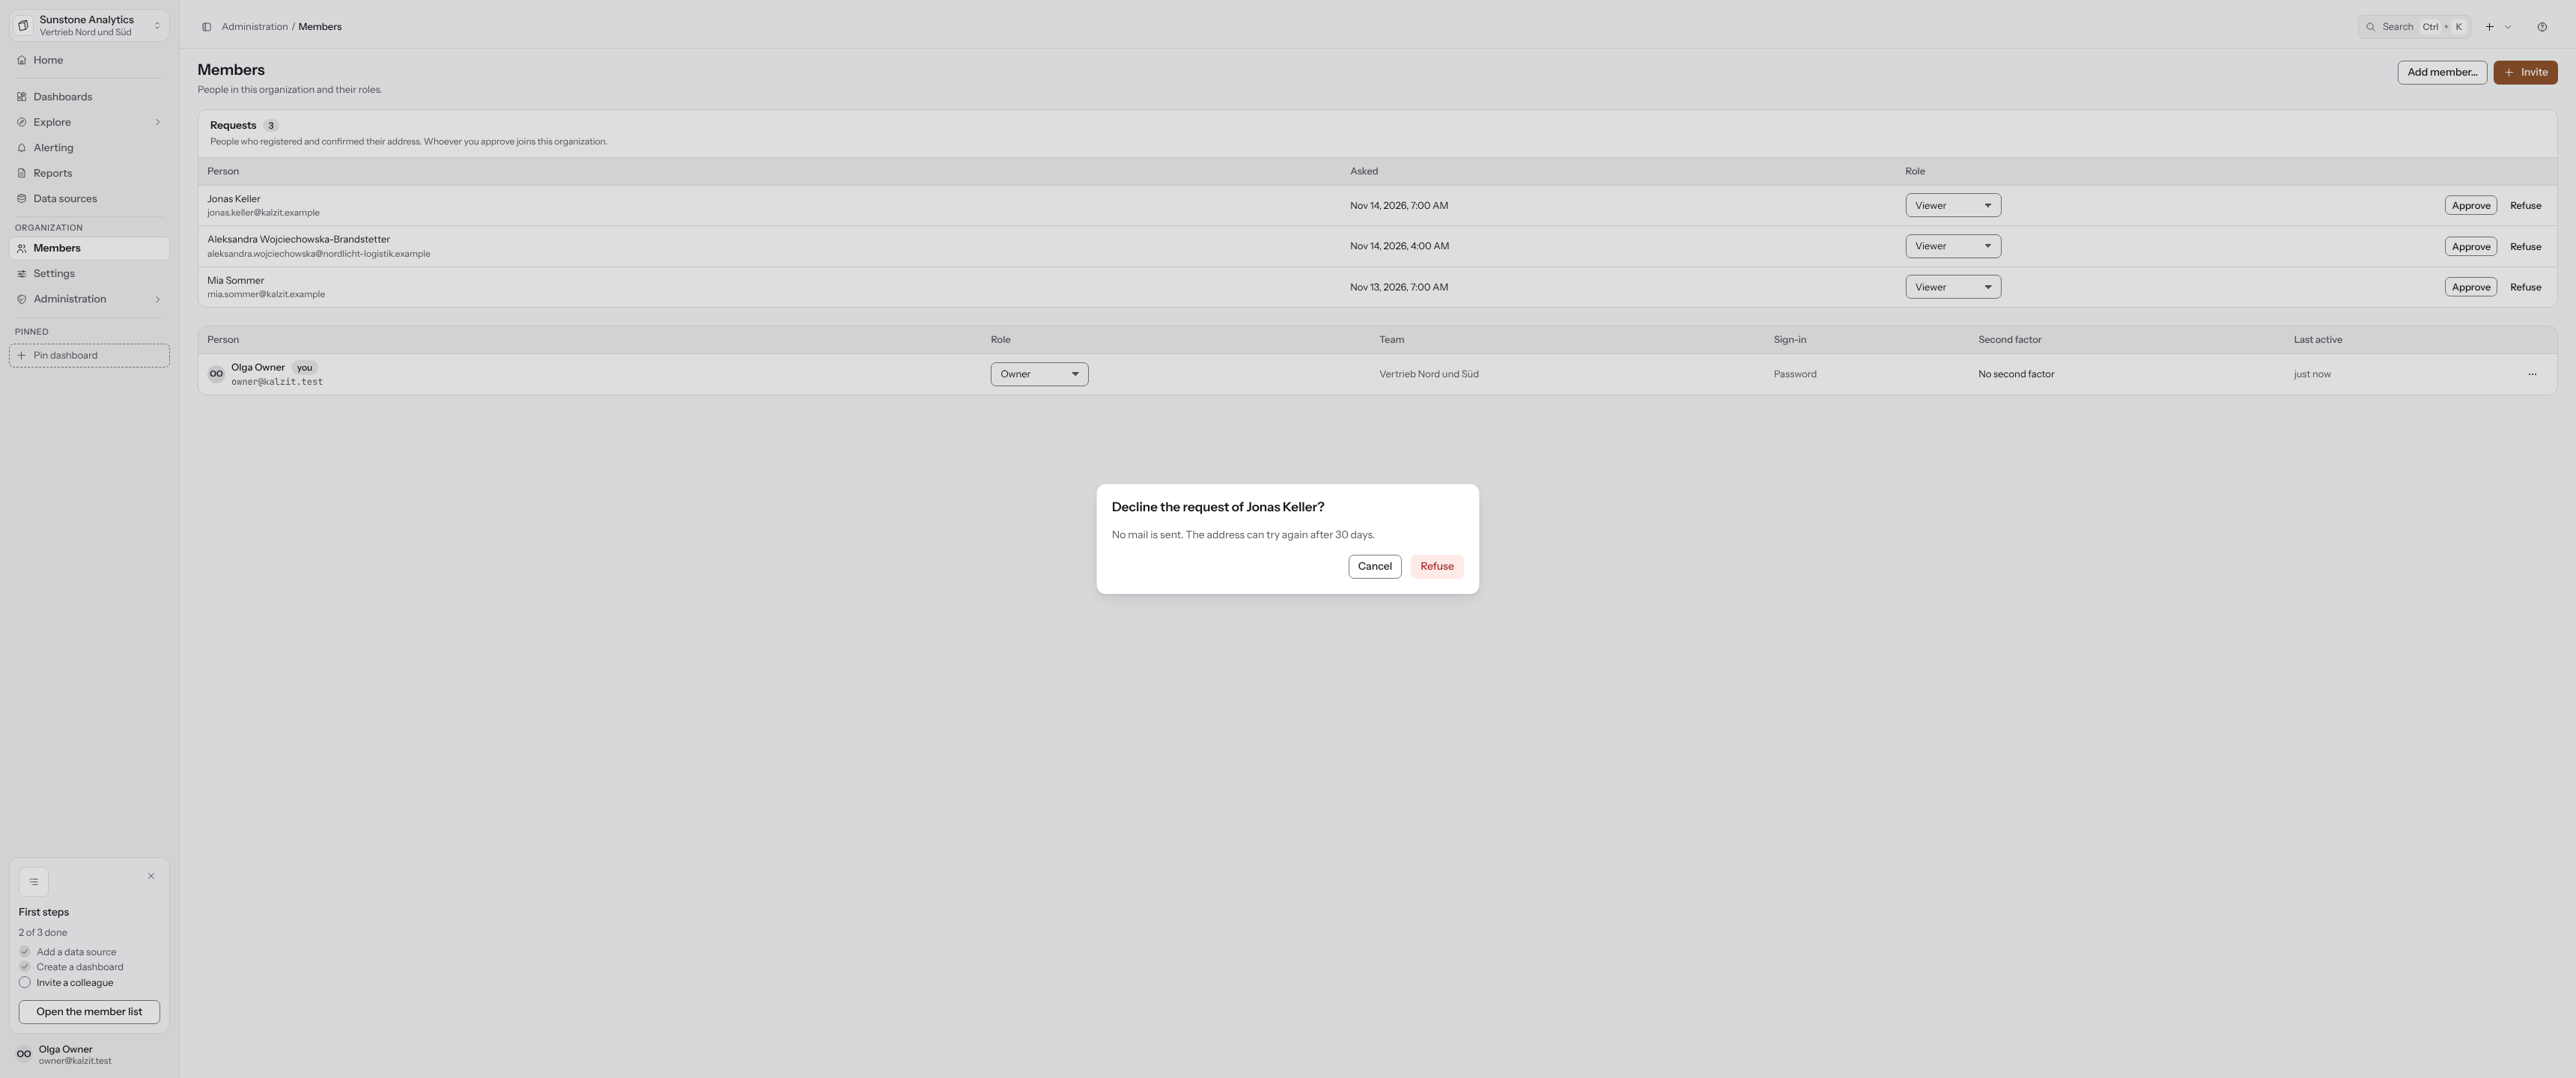 Sunstone Analytics
Vertrieb Nord und Süd
Home
Dashboards
Explore
Alerting
Reports
Data sources
ORGANIZATION
Members
Settings
Administration
PINNED
Pin dashboard
First steps
2 of 3 done
Add a data source
Create a dashboard
Invite a colleague
Open the member list
OO Olga Owner
owner@kalzit.test
Administration / Members
Search Ctrl + K
Members
People in this organization and their roles.
Add member...
Invite
Requests 3
People who registered and confirmed their address. Whoever you approve joins this organization.
Person Asked Role
Jonas Keller
jonas.keller@kalzit.example
Nov 14, 2026, 7:00 AM Viewer Approve Refuse
Aleksandra Wojciechowska-Brandstetter
aleksandra.wojciechowska@nordlicht-logistik.example
Nov 14, 2026, 4:00 AM Viewer Approve Refuse
Mia Sommer
mia.sommer@kalzit.example
Nov 13, 2026, 7:00 AM Viewer Approve Refuse
Person Role Team Sign-in Second factor Last active
OO Olga Owner you
owner@kalzit.test
Owner Vertrieb Nord und Süd Password No second factor just now
Decline the request of Jonas Keller?
No mail is sent. The address can try again after 30 days.
Cancel Refuse